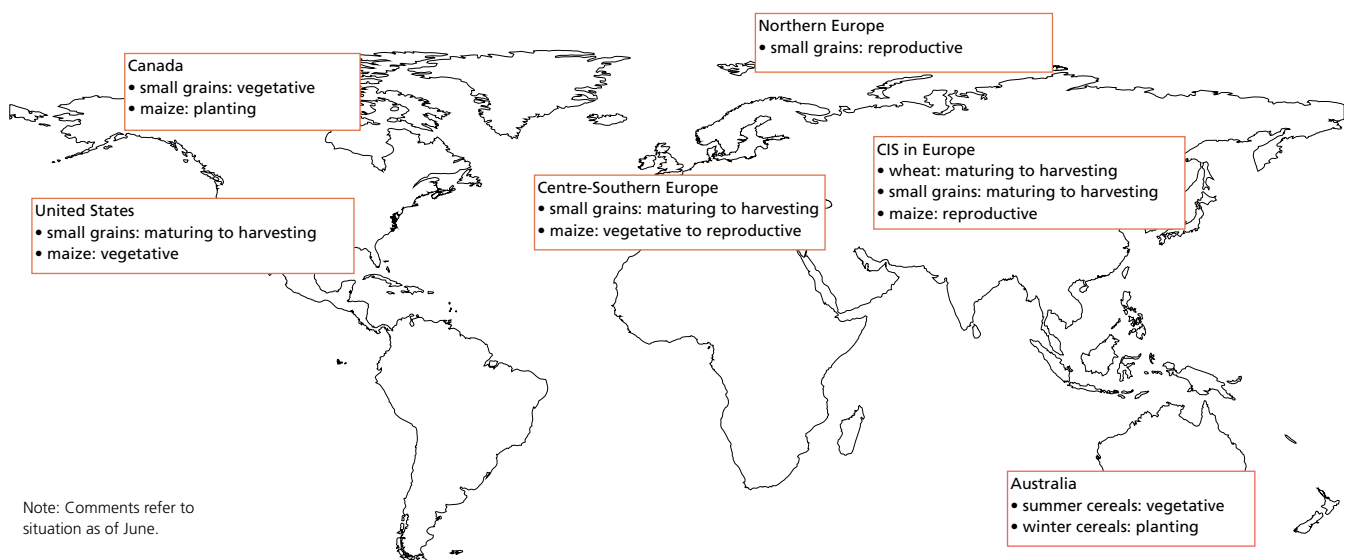 Northern Europe
• small grains: reproductive
Canada
• small grains: vegetative
• maize: planting
CIS in Europe
• wheat: maturing to harvesting
• small grains: maturing to harvesting
• maize: reproductive
Centre-Southern Europe
• small grains: maturing to harvesting
• maize: vegetative to reproductive
United States
• small grains: maturing to harvesting
• maize: vegetative
Australia
• summer cereals: vegetative
• winter cereals: planting
Note: Comments refer to
situation as of June.